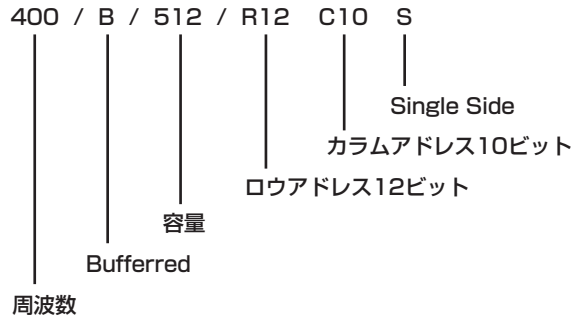 400 / B / 512 / R12 C10 S
Single Side
カラムアドレス10ビット
ロウアドレス12ビット
容量
Bufferred
周波数